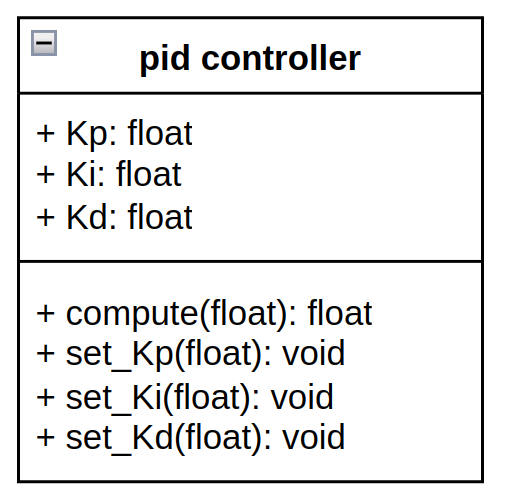 pid controller
+ Kp: float
+ Ki: float
+ Kd: float
+ compute(float): float
+ set_Kp(float): void
+ set_Ki(float): void
+ set_Kd(float): void